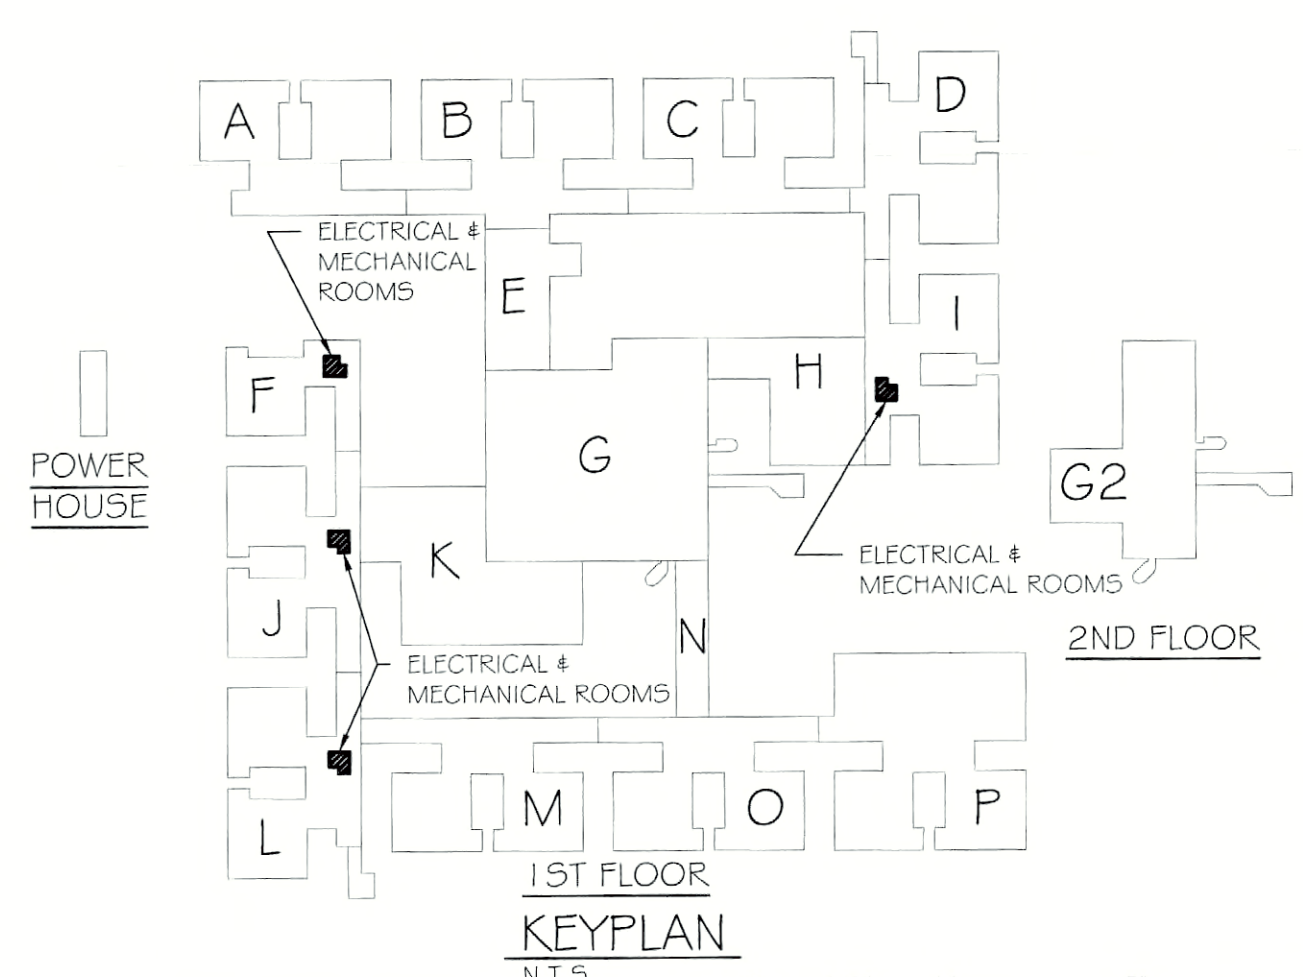 A
B
C
D
ELECTRICAL &
MECHANICAL
ROOMS
E
I
F
H
G
POWER
HOUSE
G2
K
J
ELECTRICAL &
MECHANICAL ROOMS
N
2ND FLOOR
ELECTRICAL &
MECHANICAL ROOMS
L
M
O
P
1ST FLOOR
KEYPLAN
N.T.S.